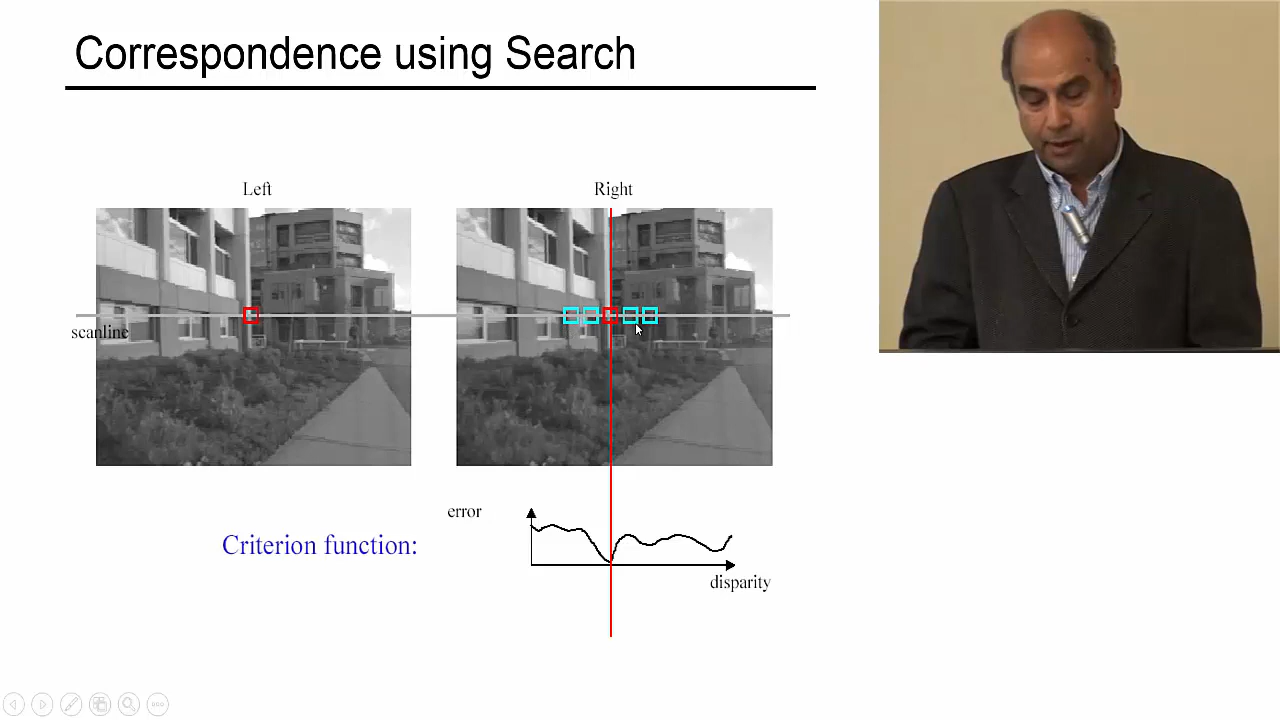 Correspondence using Search
Left
Right
scanline
error
Criterion function:
disparity